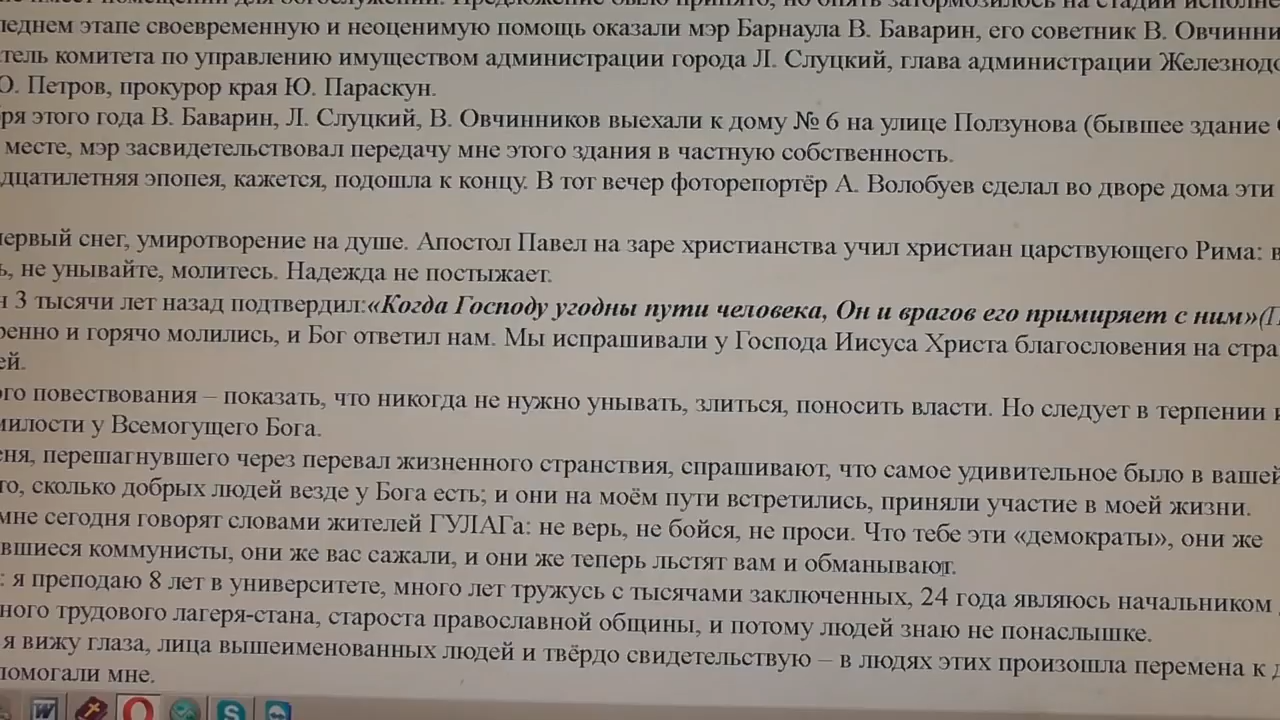 не имеет помещения для богослужений. Предложение было принято, но опять затормозилось на стадии
леднем этапе своевременную и неоценимую помощь оказали мэр Барнаула В. Баварин, его советник В. Овчинни
тель комитета по управлению имуществом администрации города Л. Слуцкий, глава администрации Железнодо
Ю. Петров, прокурор края Ю. Параскун.
бря этого года В. Баварин, Л. Слуцкий, В. Овчинников выехали к дому № 6 на улице Ползунова (бывшее здание
месте, мэр засвидетельствовал передачу мне этого здания в частную собственность.
дцатилетняя эпопея, кажется, подошла к концу. В тот вечер фоторепортёр А. Волобуев сделал во дворе дома эти
первый снег, умиротворение на душе. Апостол Павел на заре христианства учил христиан царствующего Рима: в
ь, не унывайте, молитесь. Надежда не постыжает.
н 3 тысячи лет назад подтвердил:«Когда Господу угодны пути человека, Он и врагов его примиряет с ним»(П
ренно и горячо молились, и Бог ответил нам. Мы испрашивали у Господа Иисуса Христа благословения на стра
ей.
ого повествования – показать, что никогда не нужно унывать, злиться, поносить власти. Но следует в терпении и
милости у Всемогущего Бога.
еня, перешагнувшего через перевал жизненного странствия, спрашивают, что самое удивительное было в вашей
то, сколько добрых людей везде у Бога есть; и они на моём пути встретились, приняли участие в моей жизни.
мне сегодня говорят словами жителей ГУЛАГа: не верь, не бойся, не проси. Что тебе эти «демократы», они же
вшиеся коммунисты, они же вас сажали, и они же теперь льстят вам и обманывают.
: я преподаю 8 лет в университете, много лет тружусь с тысячами заключенных, 24 года являюсь начальником
ного трудового лагеря-стана, староста православной общины, и потому людей знаю не понаслышке.
я вижу глаза, лица вышеименованных людей и твёрдо свидетельствую – в людях этих произошла перемена к д
помогали мне.